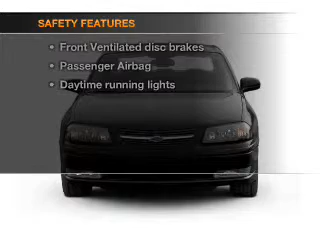 SAFETY FEATURES
• Front Ventilated disc brakes
• Passenger Airbag
• Daytime running lights